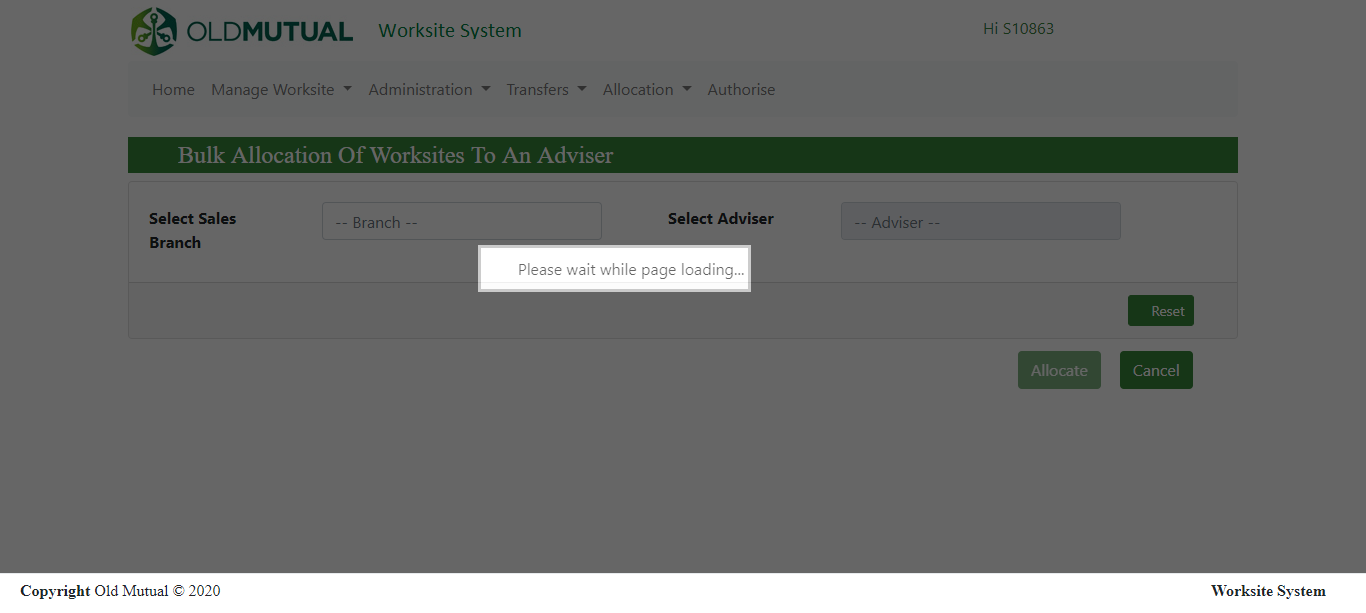 OLDMUTUAL Worksite System Hi S10863
Home Manage Worksite Administration Transfers Allocation Authorise
Bulk Allocation Of Worksites To An Adviser
Select Sales Branch -- Branch -- Select Adviser -- Adviser --
Please wait while page loading...
Reset
Allocate Cancel
Copyright Old Mutual © 2020 Worksite System